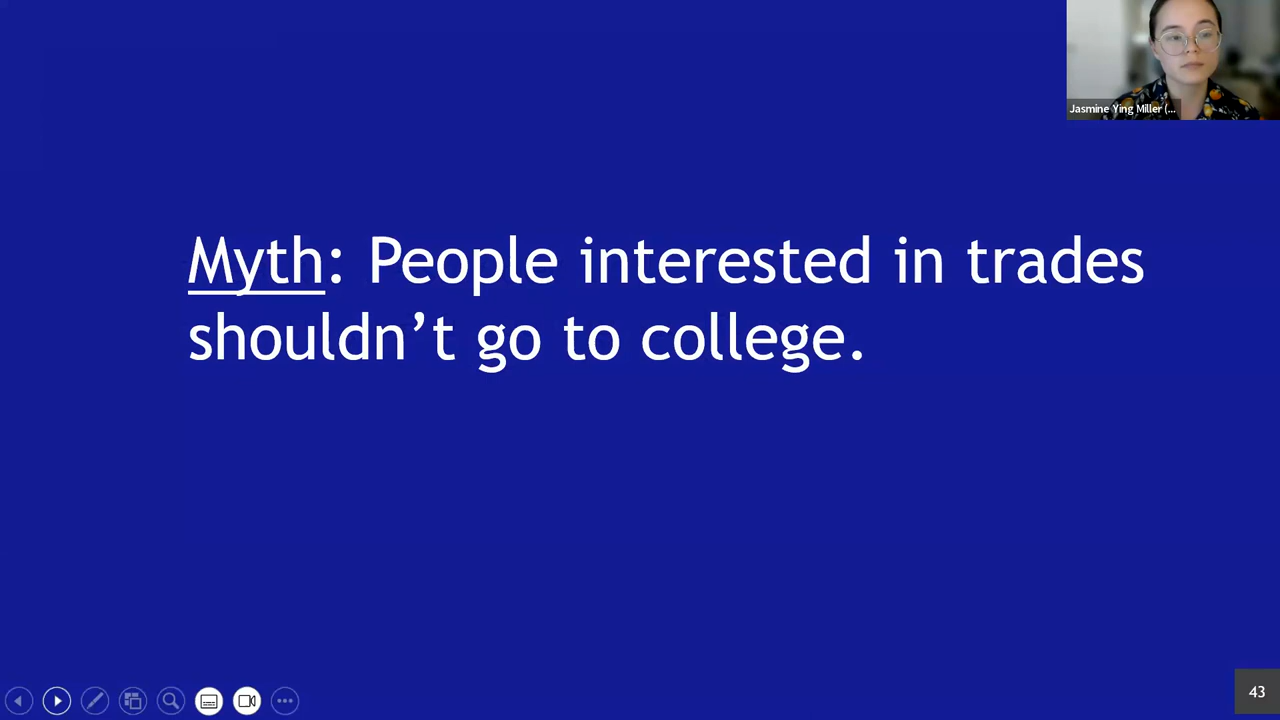 Jasmine Ying Miller (...
Myth: People interested in trades
shouldn’t go to college.
43